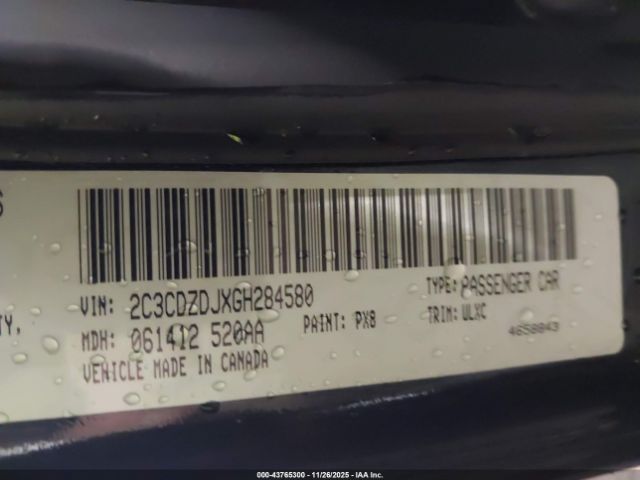 VIN: 2C3CDZDJXGH284580
TYPE: PASSENGER CAR
TY,
MDH: 061412 520AA
PAINT: PX8
TRIM: ULXC
4658843
VEHICLE MADE IN CANADA
000-43765300 - 11/26/2025 - IAA Inc.